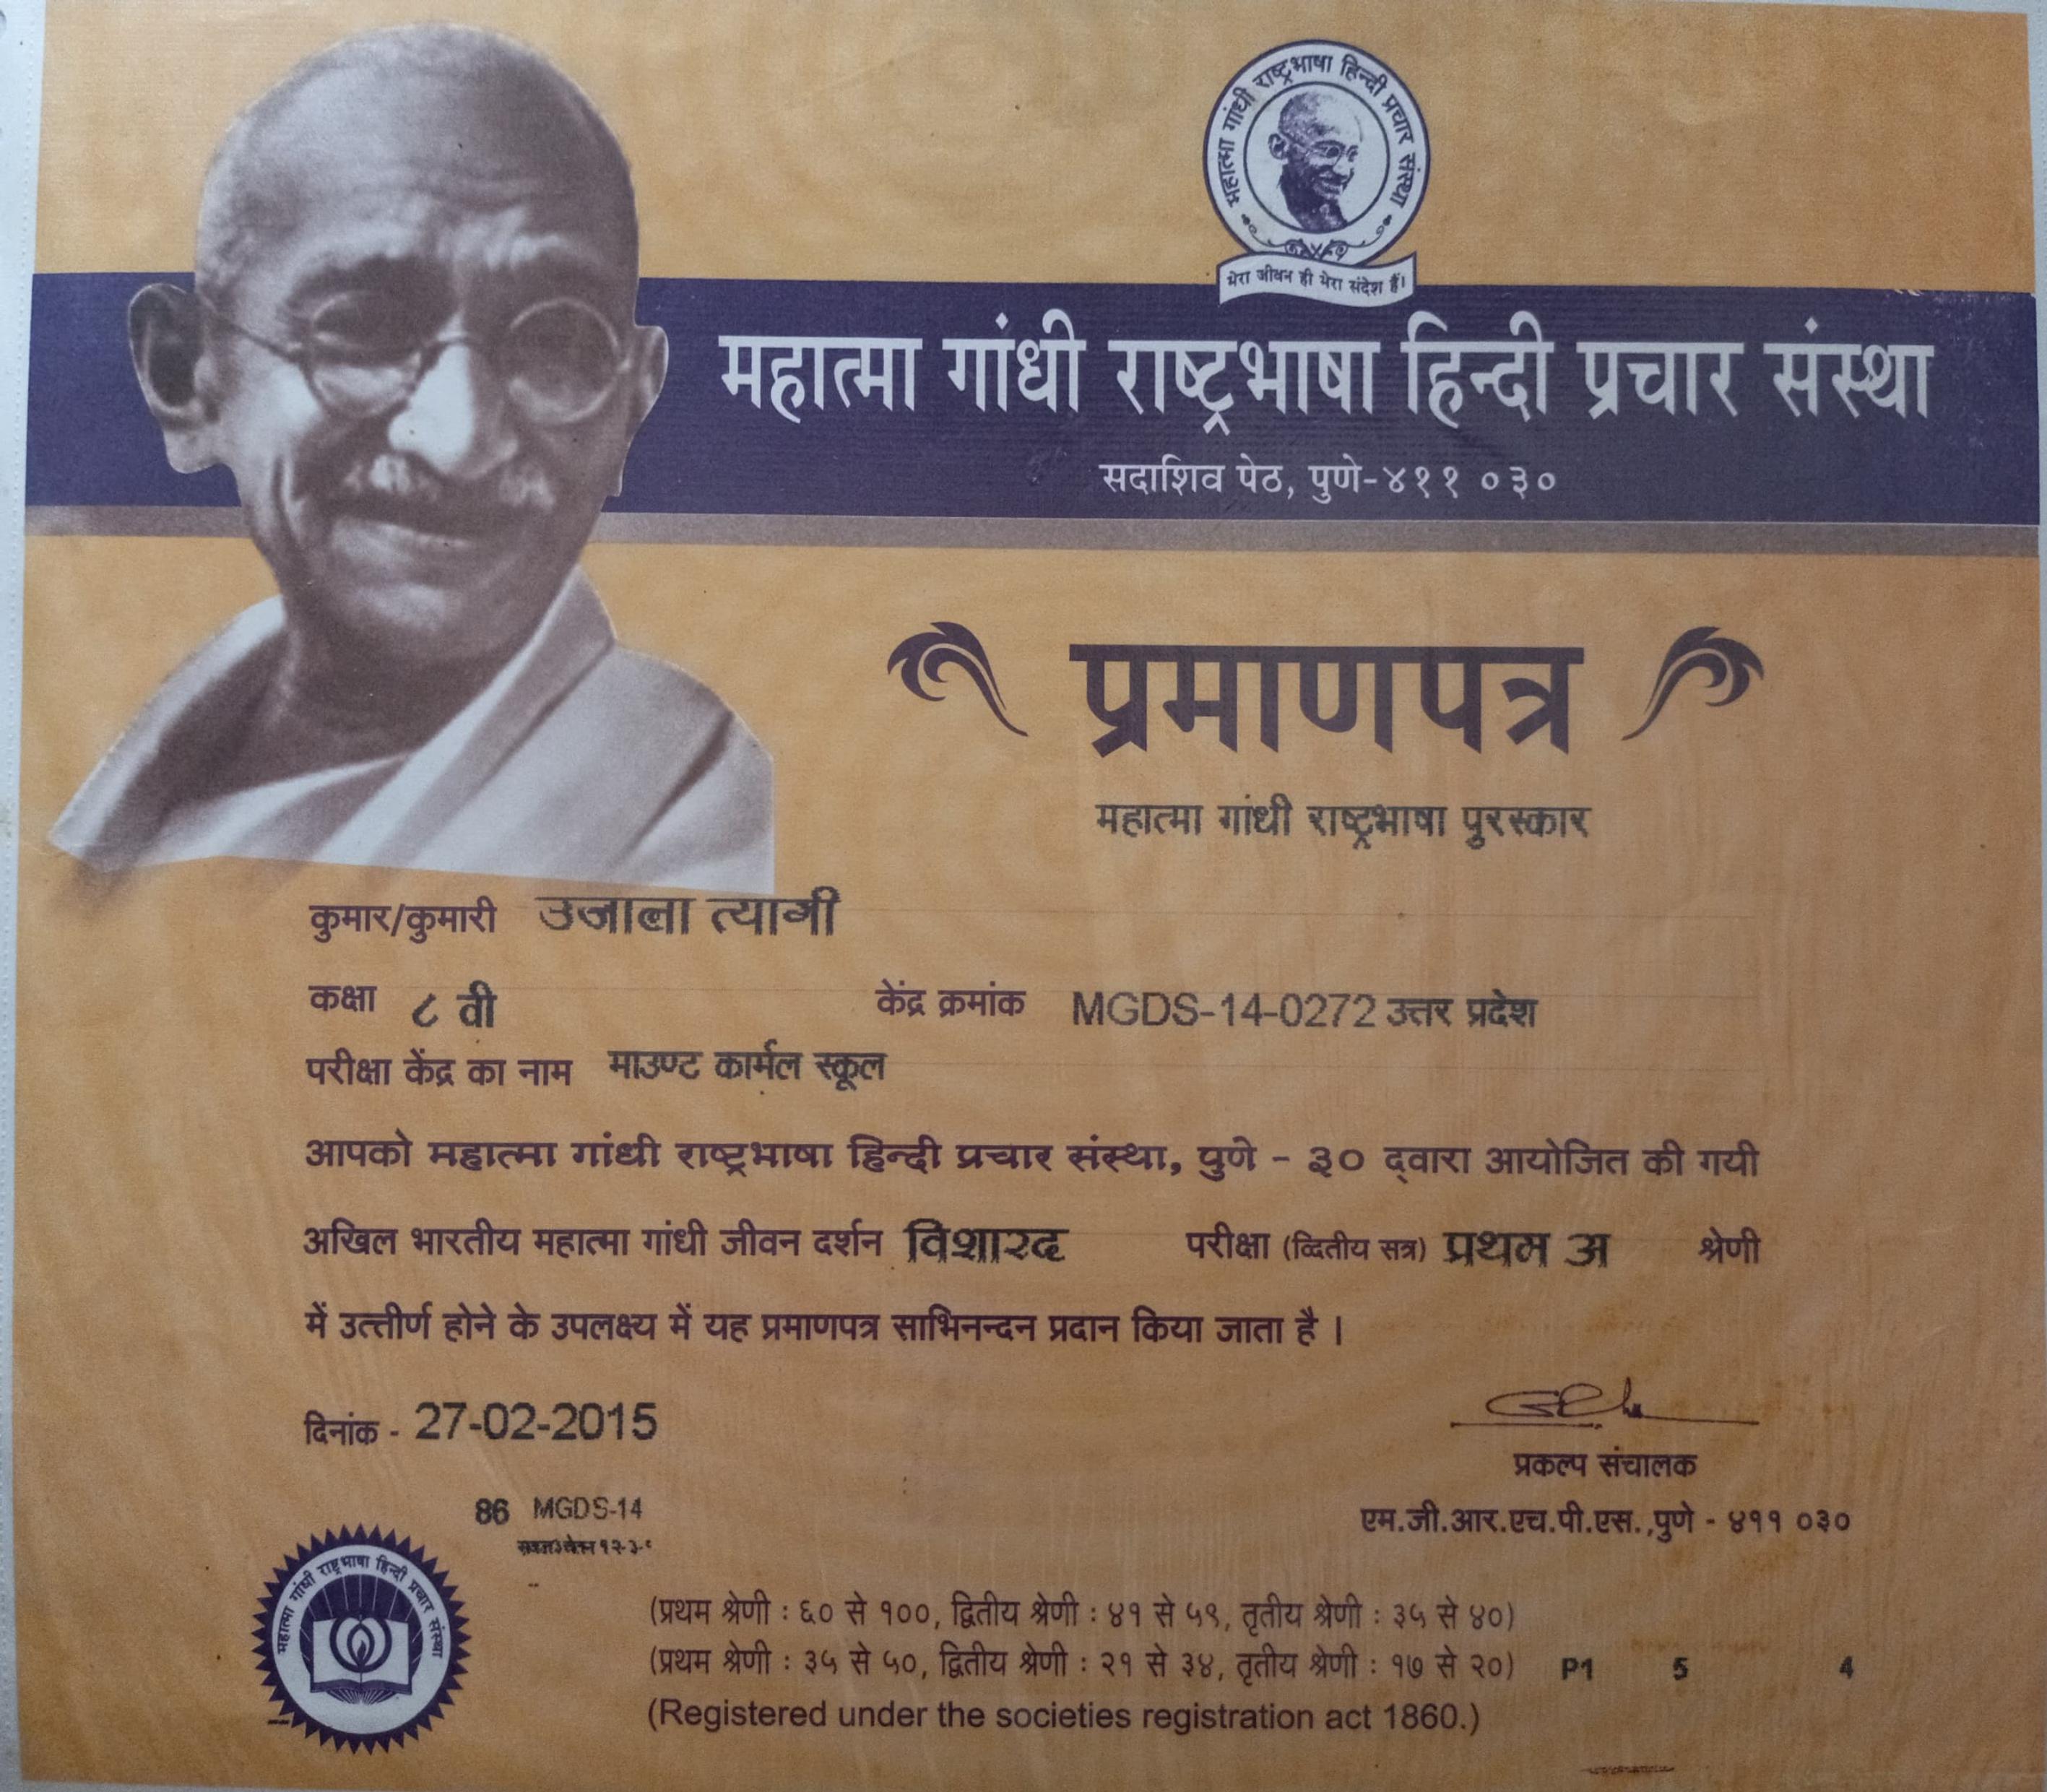 महात्मा गांधी राष्ट्रभाषा हिन्दी प्रचार संस्था
मेरा जीवन ही मेरा संदेश है।
महात्मा गांधी राष्ट्रभाषा हिन्दी प्रचार संस्था
सदाशिव पेठ, पुणे-४११ ०३०
प्रमाणपत्र
महात्मा गांधी राष्ट्रभाषा पुरस्कार
कुमार/कुमारी उजाला त्यागी
कक्षा ८ वी केंद्र क्रमांक MGDS-14-0272 उत्तर प्रदेश
परीक्षा केंद्र का नाम माउण्ट कार्मल स्कूल
आपको महात्मा गांधी राष्ट्रभाषा हिन्दी प्रचार संस्था, पुणे - ३० द्वारा आयोजित की गयी
अखिल भारतीय महात्मा गांधी जीवन दर्शन विशारद परीक्षा (द्वितीय सत्र) प्रथम अ श्रेणी
में उत्तीर्ण होने के उपलक्ष्य में यह प्रमाणपत्र साभिनन्दन प्रदान किया जाता है ।
दिनांक - 27-02-2015
प्रकल्प संचालक
86 MGDS-14
एम.जी.आर.एच.पी.एस.,पुणे - ४११ ०३०
महात्मा गांधी राष्ट्रभाषा हिन्दी प्रचार संस्था
(प्रथम श्रेणी : ६० से १००, द्वितीय श्रेणी : ४१ से ५९, तृतीय श्रेणी : ३५ से ४०)
(प्रथम श्रेणी : ३५ से ५०, द्वितीय श्रेणी : २१ से ३४, तृतीय श्रेणी : १७ से २०) P1 5 4
(Registered under the societies registration act 1860.)